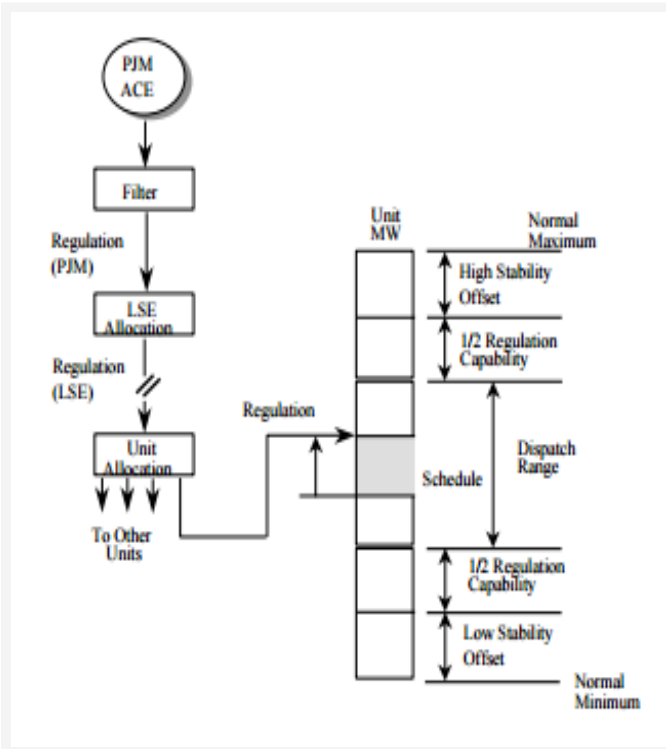 PJM
ACE
Filter
Regulation
(PJM)
LSE
Allocation
Regulation
(LSE)
Unit
Allocation
To Other
Units
Regulation
Unit
MW
Schedule
Normal
Maximum
High Stability
Offset
1/2 Regulation
Capability
Dispatch
Range
1/2 Regulation
Capability
Low Stability
Offset
Normal
Minimum